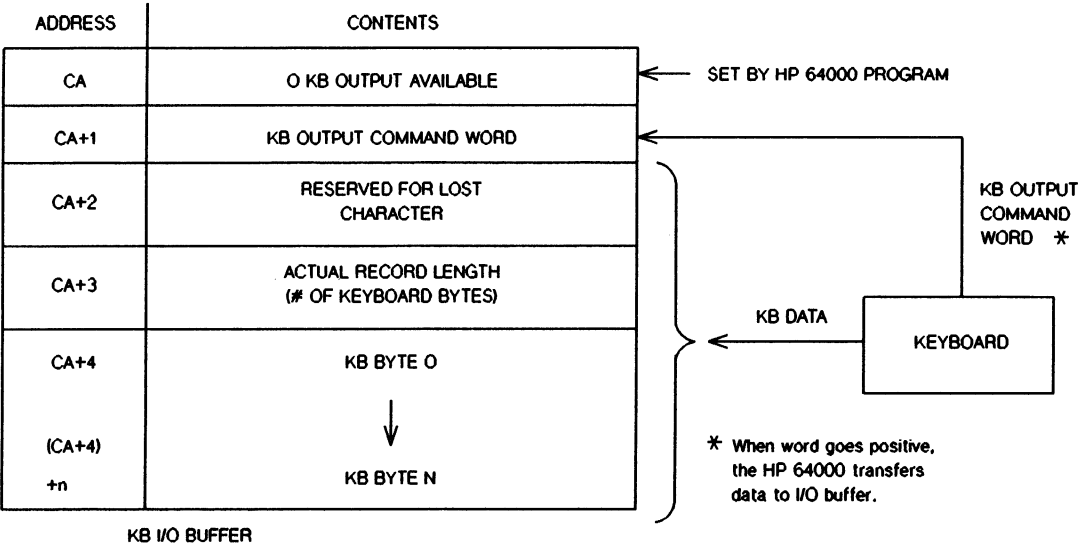 ADDRESS CONTENTS
CA O KB OUTPUT AVAILABLE
SET BY HP 64000 PROGRAM
CA+1 KB OUTPUT COMMAND WORD
CA+2 RESERVED FOR LOST
CHARACTER
KB OUTPUT
COMMAND
WORD *
CA+3 ACTUAL RECORD LENGTH
(# OF KEYBOARD BYTES)
KB DATA
KEYBOARD
CA+4 KB BYTE O
(CA+4)
+n KB BYTE N
* When word goes positive,
the HP 64000 transfers
data to I/O buffer.
KB I/O BUFFER